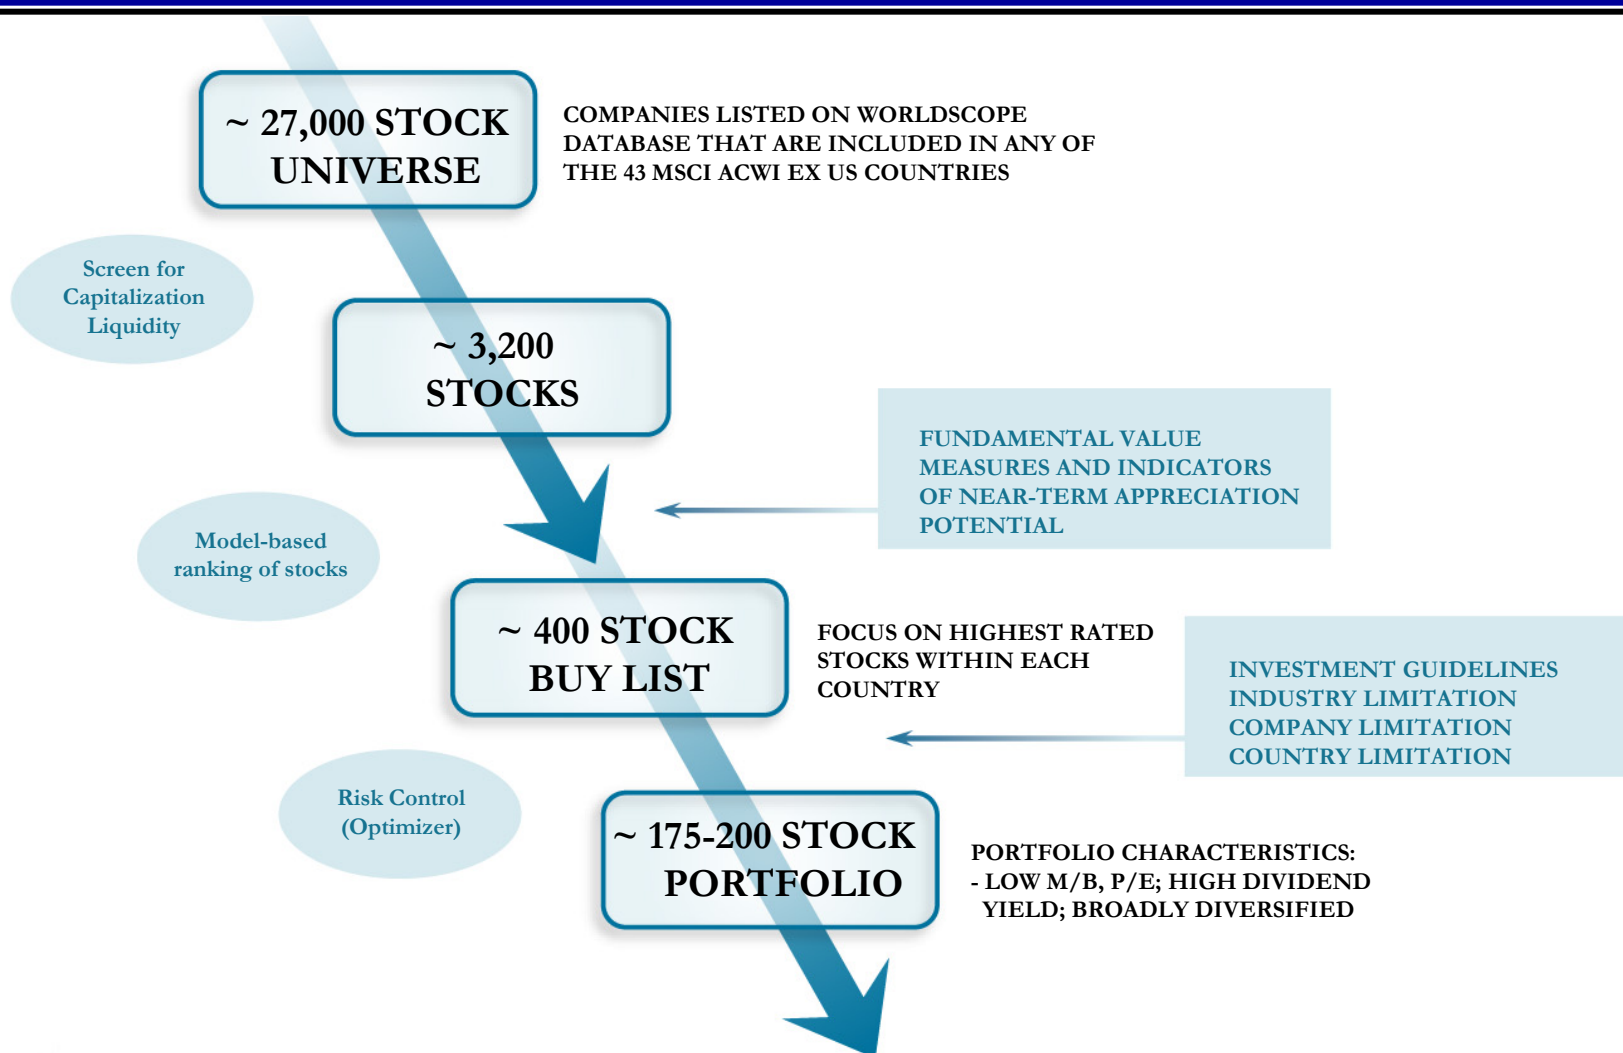 ~ 27,000 STOCK
UNIVERSE
COMPANIES LISTED ON WORLDSCOPE
DATABASE THAT ARE INCLUDED IN ANY OF
THE 43 MSCI ACWI EX US COUNTRIES
Screen for
Capitalization
Liquidity
~ 3,200
STOCKS
FUNDAMENTAL VALUE
MEASURES AND INDICATORS
OF NEAR-TERM APPRECIATION
POTENTIAL
Model-based
ranking of stocks
~ 400 STOCK
BUY LIST
FOCUS ON HIGHEST RATED
STOCKS WITHIN EACH
COUNTRY
INVESTMENT GUIDELINES
INDUSTRY LIMITATION
COMPANY LIMITATION
COUNTRY LIMITATION
Risk Control
(Optimizer)
~ 175-200 STOCK
PORTFOLIO
PORTFOLIO CHARACTERISTICS:
- LOW M/B, P/E; HIGH DIVIDEND
YIELD; BROADLY DIVERSIFIED